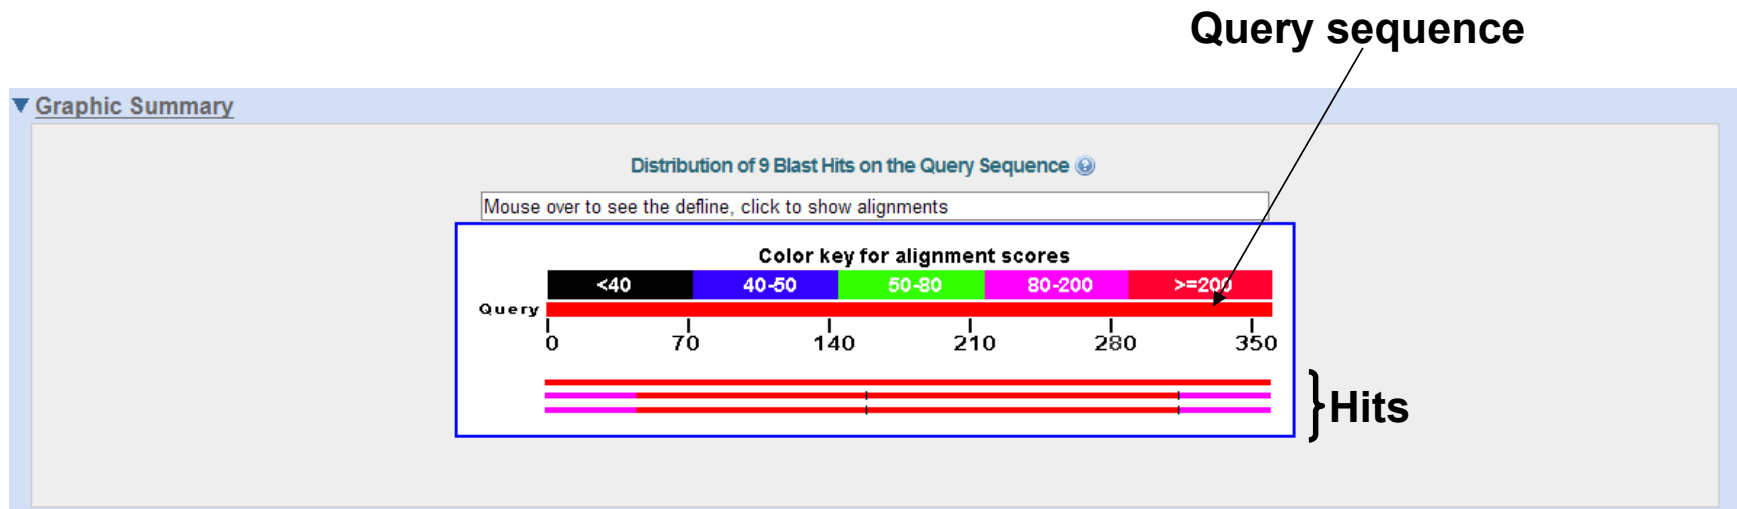 Query sequence
Graphic Summary
Distribution of 9 Blast Hits on the Query Sequence
Mouse over to see the defline, click to show alignments
Color key for alignment scores
<40 40-50 50-80 80-200 >=200
Query
0 70 140 210 280 350
Hits